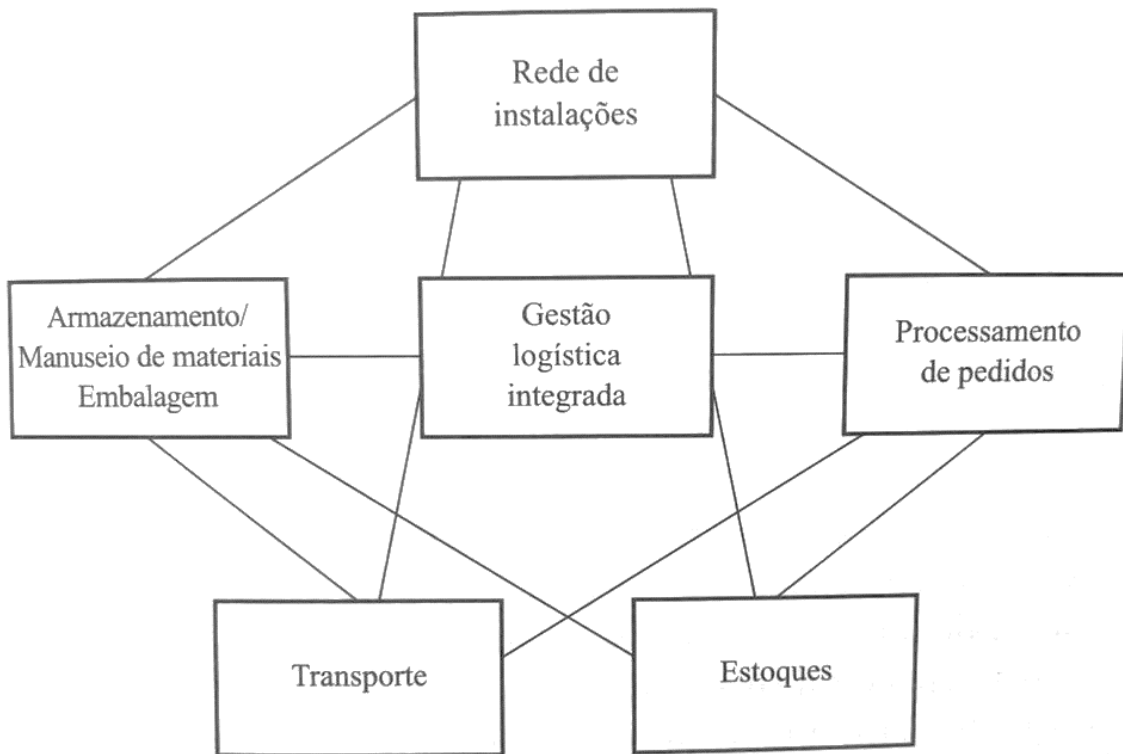 Rede de
instalações
Armazenamento/
Manuseio de materiais
Embalagem
Gestão
logística
integrada
Processamento
de pedidos
Transporte
Estoques